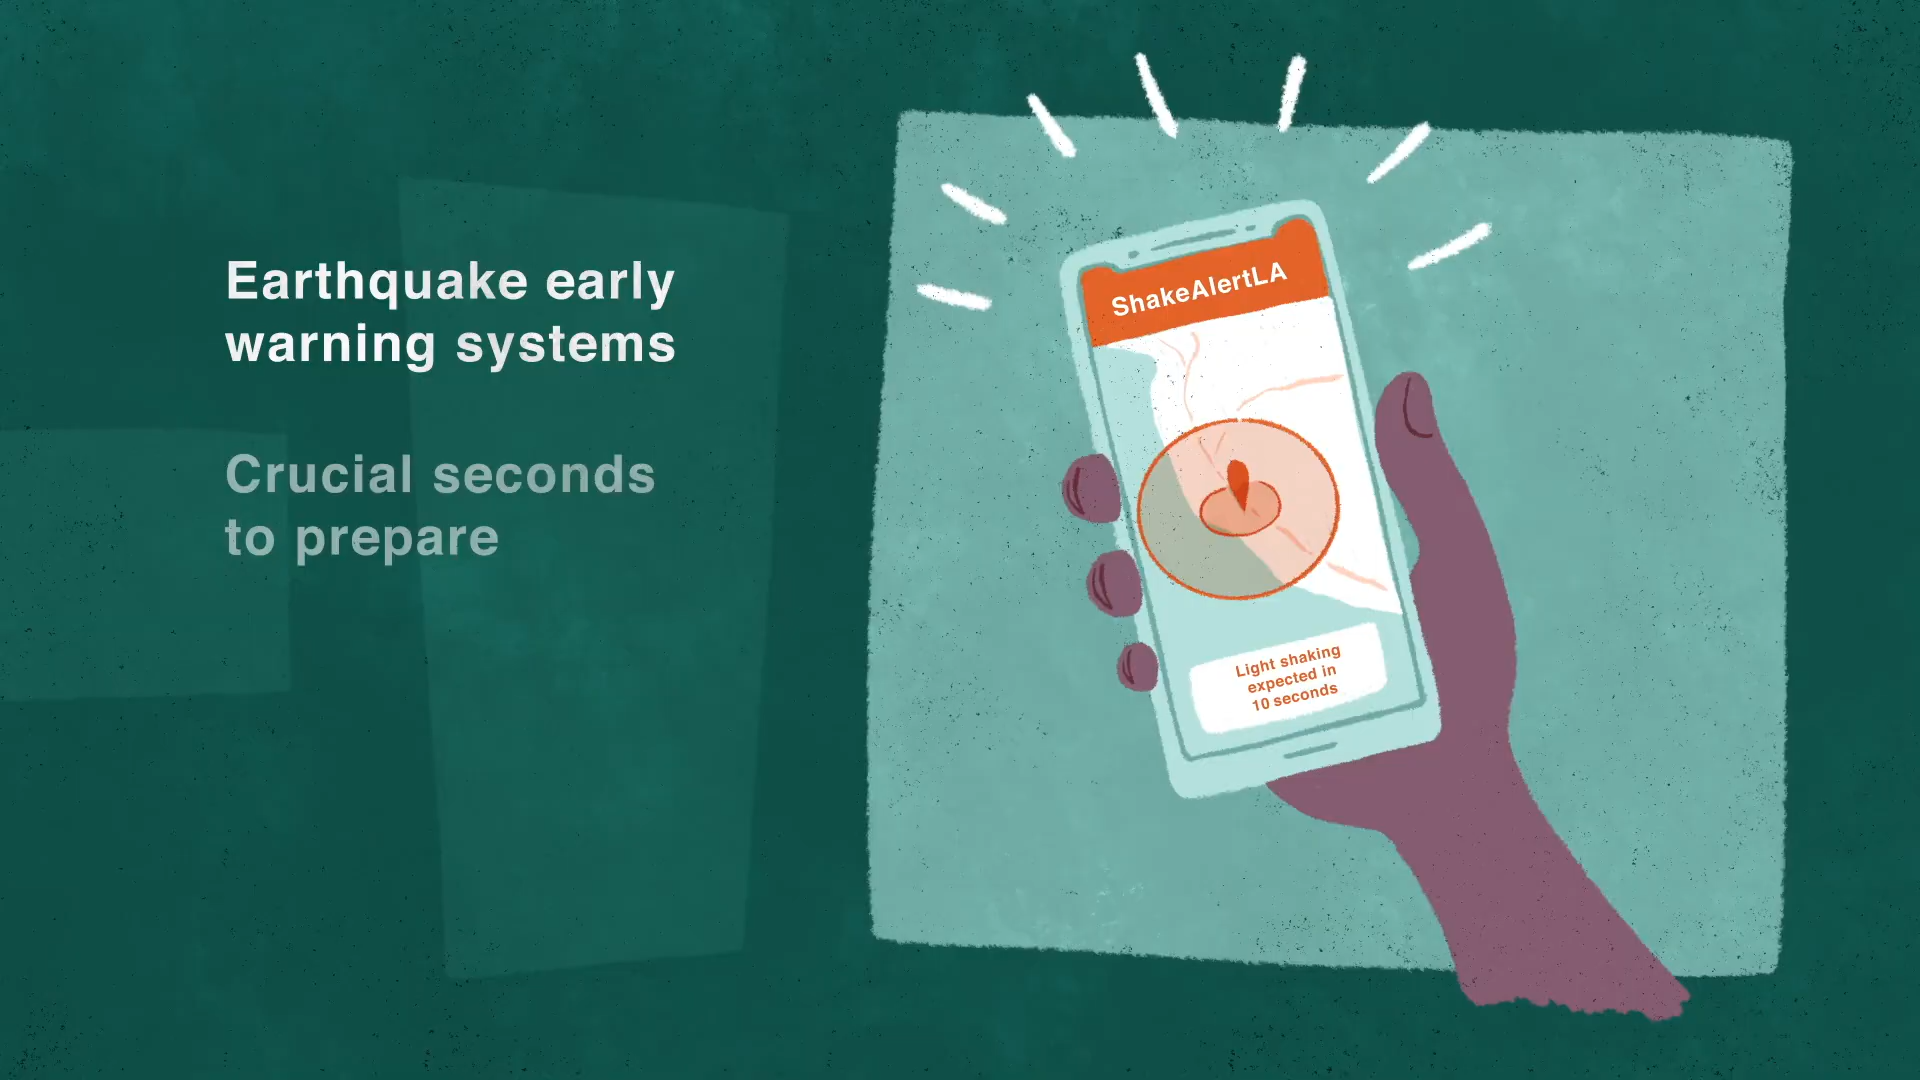 Earthquake early
warning systems
Crucial seconds
to prepare
ShakeAlertLA
Light shaking
expected in
10 seconds